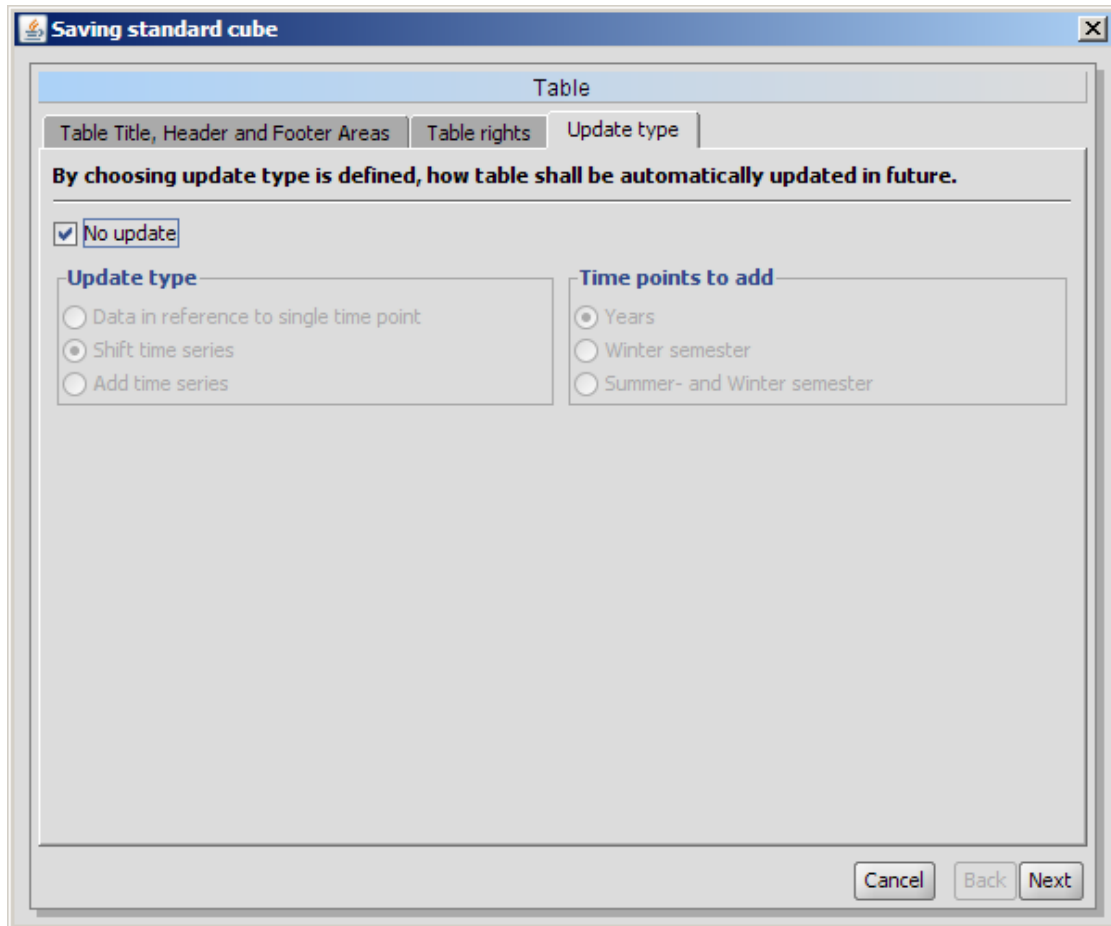 Saving standard cube
Table
Table Title, Header and Footer Areas Table rights Update type
By choosing update type is defined, how table shall be automatically updated in future.
No update
Update type
Data in reference to single time point
Shift time series
Add time series
Time points to add
Years
Winter semester
Summer- and Winter semester
Cancel Back Next